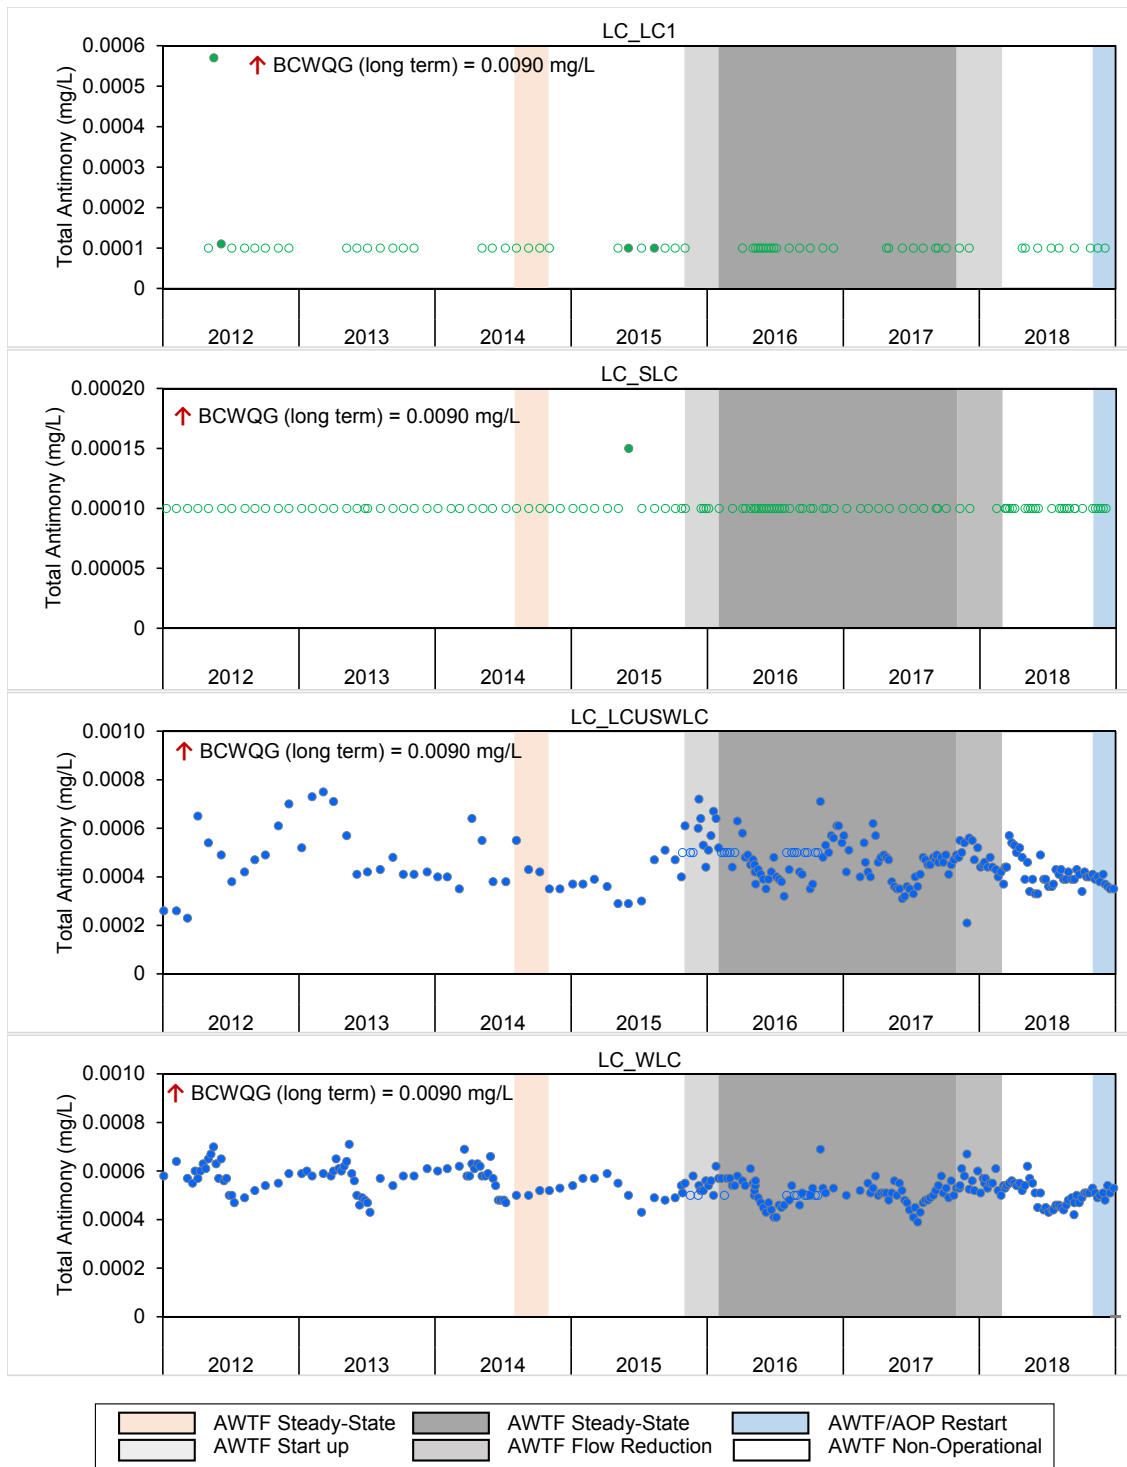 LC_LC1
↑ BCWQG (long term) = 0.0090 mg/L
Total Antimony (mg/L)
0.0006
0.0005
0.0004
0.0003
0.0002
0.0001
0
2012 2013 2014 2015 2016 2017 2018
LC_SLC
↑ BCWQG (long term) = 0.0090 mg/L
Total Antimony (mg/L)
0.00020
0.00015
0.00010
0.00005
0
2012 2013 2014 2015 2016 2017 2018
LC_LCUSWLC
↑ BCWQG (long term) = 0.0090 mg/L
Total Antimony (mg/L)
0.0010
0.0008
0.0006
0.0004
0.0002
0
2012 2013 2014 2015 2016 2017 2018
LC_WLC
↑ BCWQG (long term) = 0.0090 mg/L
Total Antimony (mg/L)
0.0010
0.0008
0.0006
0.0004
0.0002
0
2012 2013 2014 2015 2016 2017 2018
AWTF Steady-State AWTF Steady-State AWTF/AOP Restart
AWTF Start up AWTF Flow Reduction AWTF Non-Operational